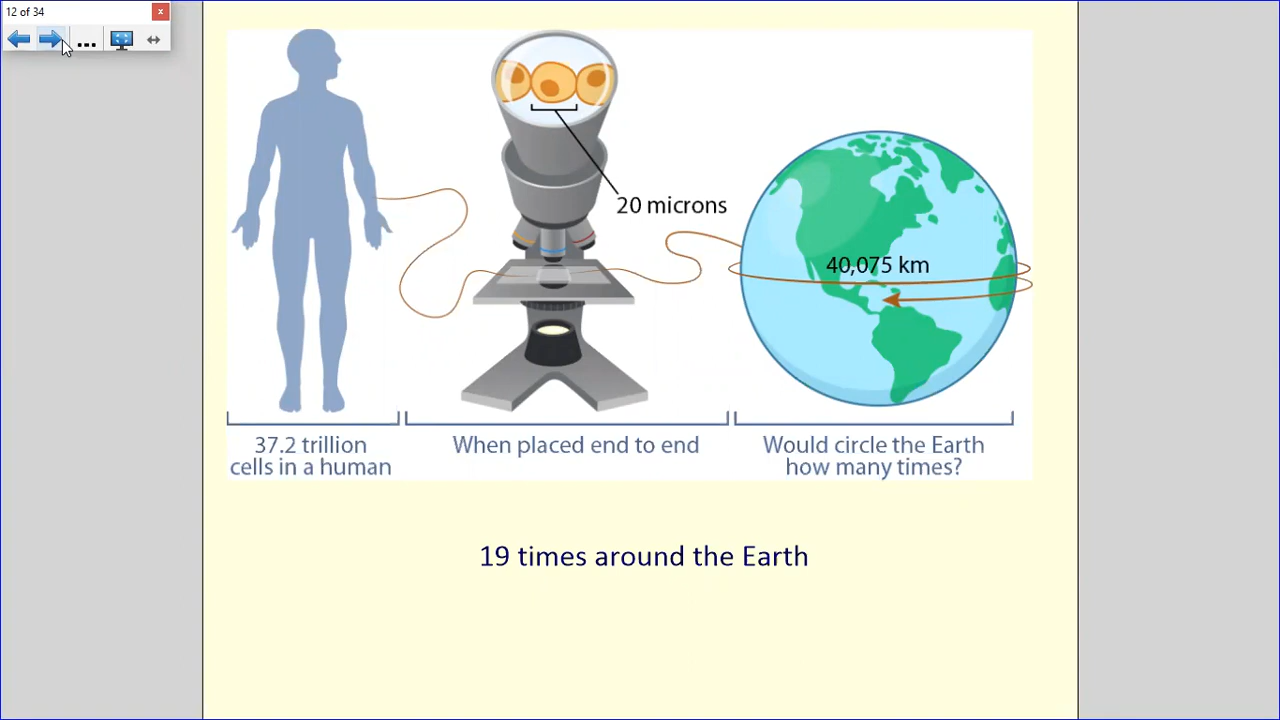 12 of 34
x
...
20 microns
40,075 km
37.2 trillion
cells in a human
When placed end to end
Would circle the Earth
how many times?
19 times around the Earth